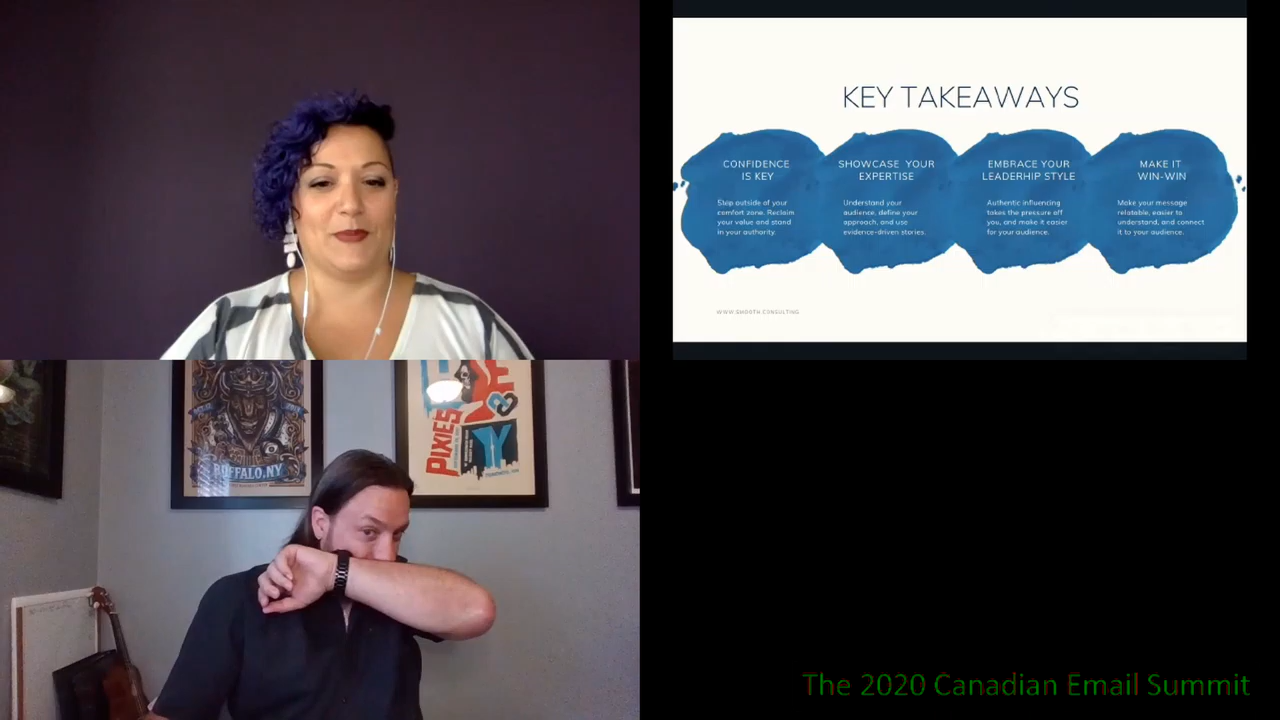 KEY TAKEAWAYS
CONFIDENCE
IS KEY
Step outside of your
comfort zone. Reclaim
your value and stand
in your authority.
SHOWCASE YOUR
EXPERTISE
Understand your
audience, define your
approach, and use
evidence-driven stories.
EMBRACE YOUR
LEADERHIP STYLE
Authentic influencing
takes the pressure off
you, and make it easier
for your audience.
MAKE IT
WIN-WIN
Make your message
relatable, easier to
understand, and connect
it to your audience.
WWW.SMOOTH.CONSULTING
BUFFALO, NY
PIXIES
The 2020 Canadian Email Summit